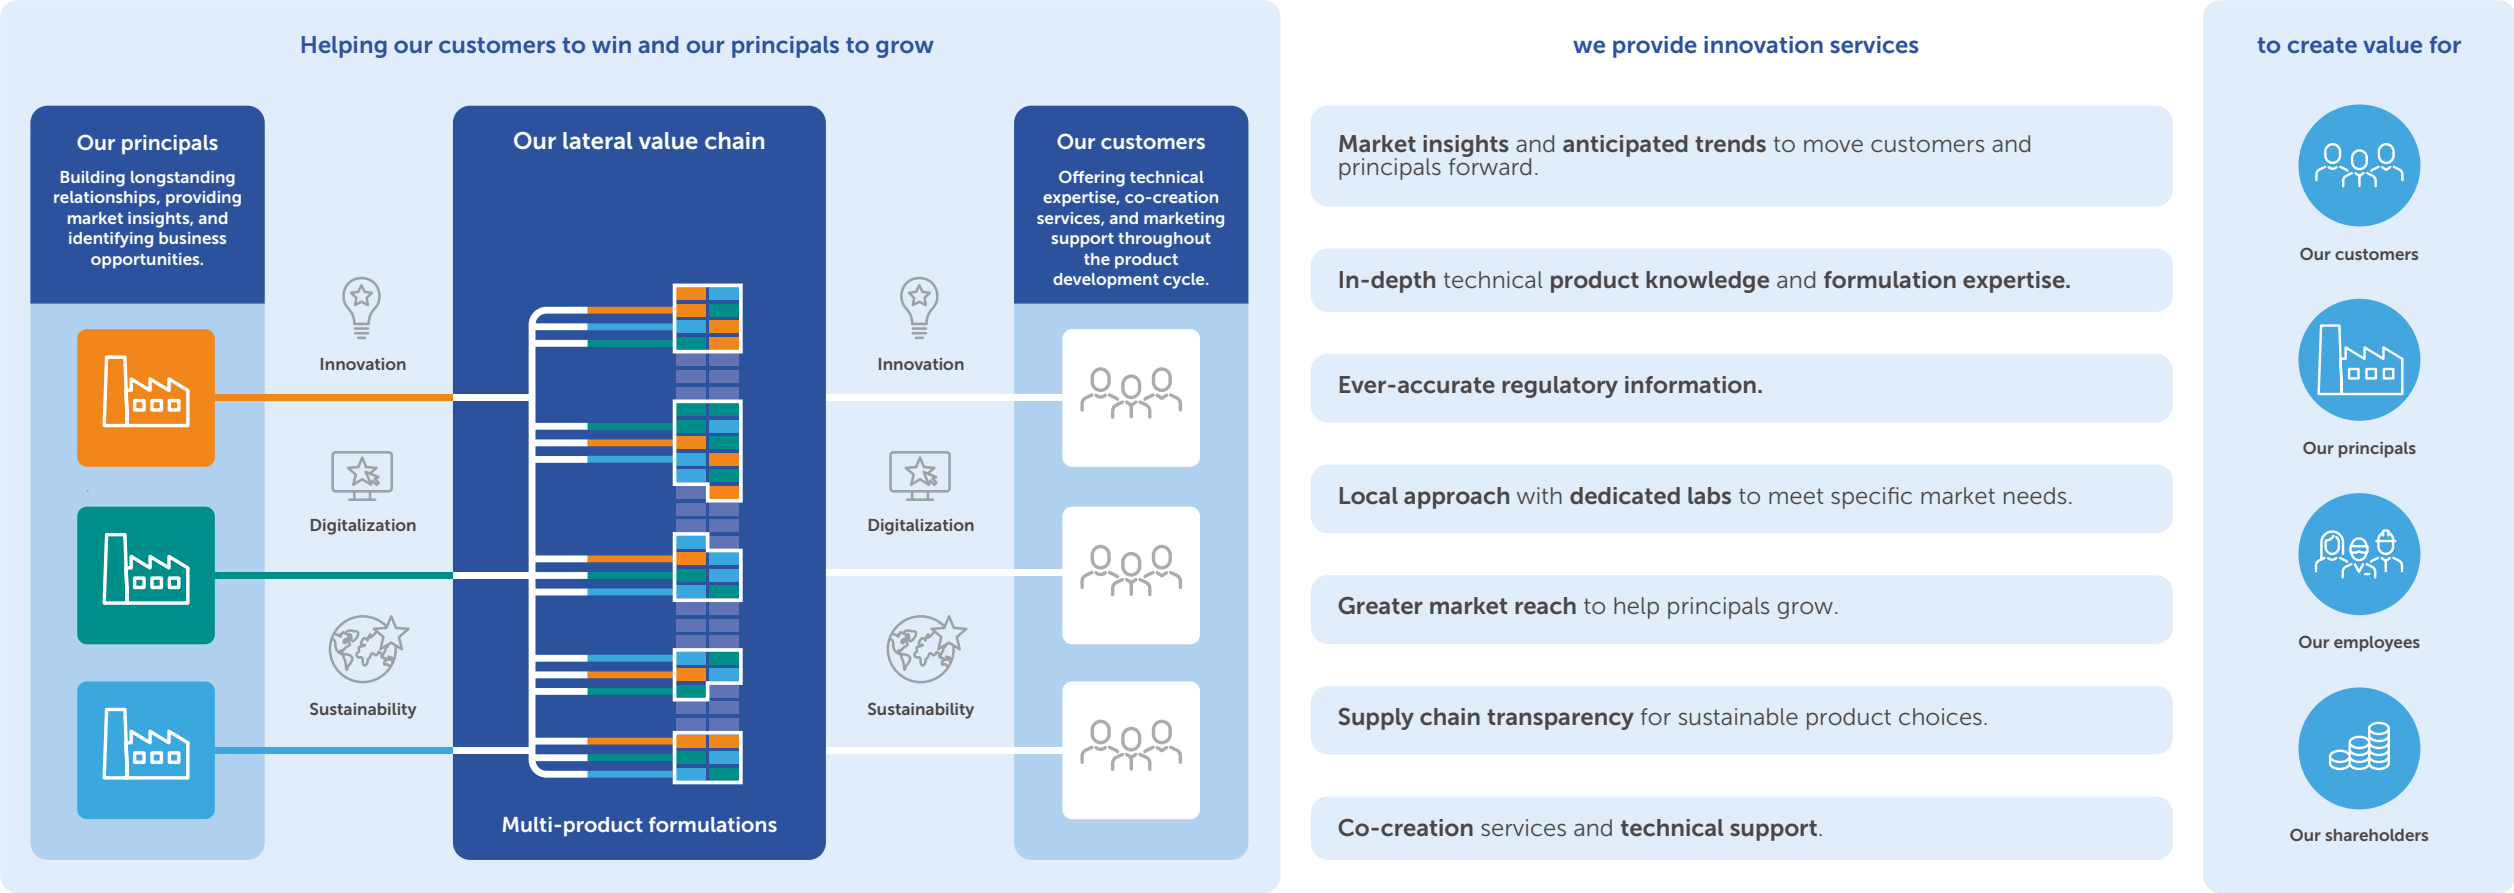 Helping our customers to win and our principals to grow
Our principals
Building longstanding
relationships, providing
market insights, and
identifying business
opportunities.
Innovation
Digitalization
Sustainability
Our lateral value chain
Multi-product formulations
Innovation
Digitalization
Sustainability
Our customers
Offering technical
expertise, co-creation
services, and marketing
support throughout
the product
development cycle.
we provide innovation services
Market insights and anticipated trends to move customers and
principals forward.
In-depth technical product knowledge and formulation expertise.
Ever-accurate regulatory information.
Local approach with dedicated labs to meet specific market needs.
Greater market reach to help principals grow.
Supply chain transparency for sustainable product choices.
Co-creation services and technical support.
to create value for
Our customers
Our principals
Our employees
Our shareholders